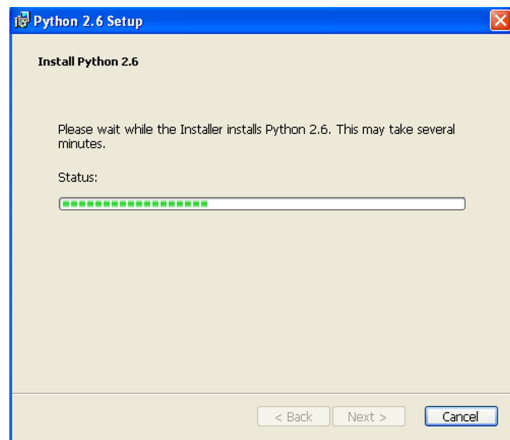 Python 2.6 Setup
Install Python 2.6
Please wait while the Installer installs Python 2.6. This may take several
minutes.
Status:
< Back Next > Cancel